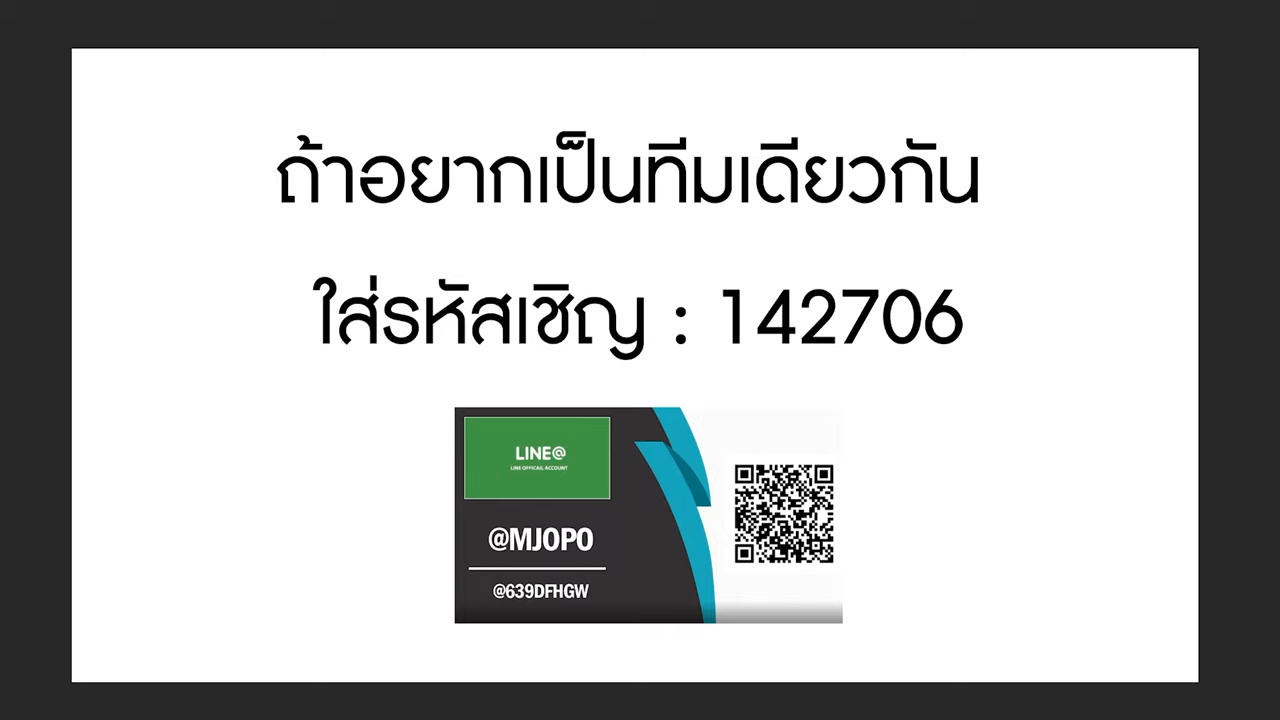 ถ้าอยากเป็นทีมเดียวกัน
ใส่รหัสเชิญ : 142706
LINE@
LINE OFFICAIL ACCOUNT
@MJOPO
@639DFHGW